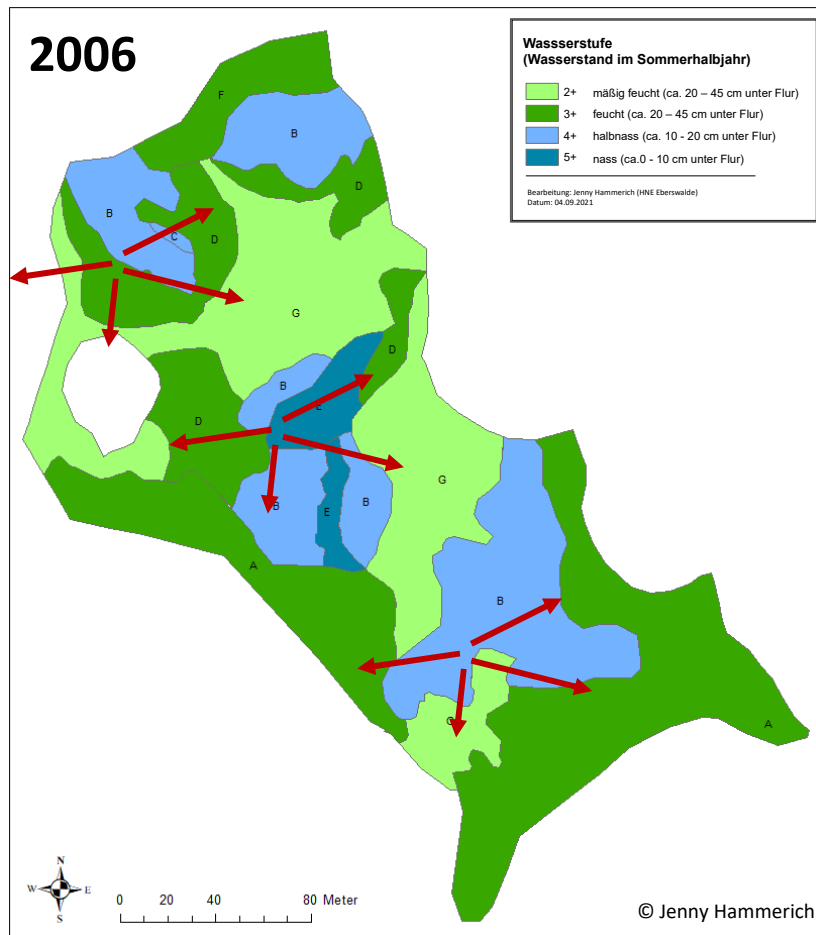 2006
Wassserstufe
(Wasserstand im Sommerhalbjahr)
2+ mäßig feucht (ca. 20 – 45 cm unter Flur)
3+ feucht (ca. 20 – 45 cm unter Flur)
4+ halbnass (ca. 10 - 20 cm unter Flur)
5+ nass (ca.0 - 10 cm unter Flur)
Bearbeitung: Jenny Hammerich (HNE Eberswalde)
Datum: 04.09.2021
F
B
D
B
C
D
G
D
B
E
D
G
B
E
B
A
B
G
A
N
W E
S
0 20 40 80 Meter
© Jenny Hammerich